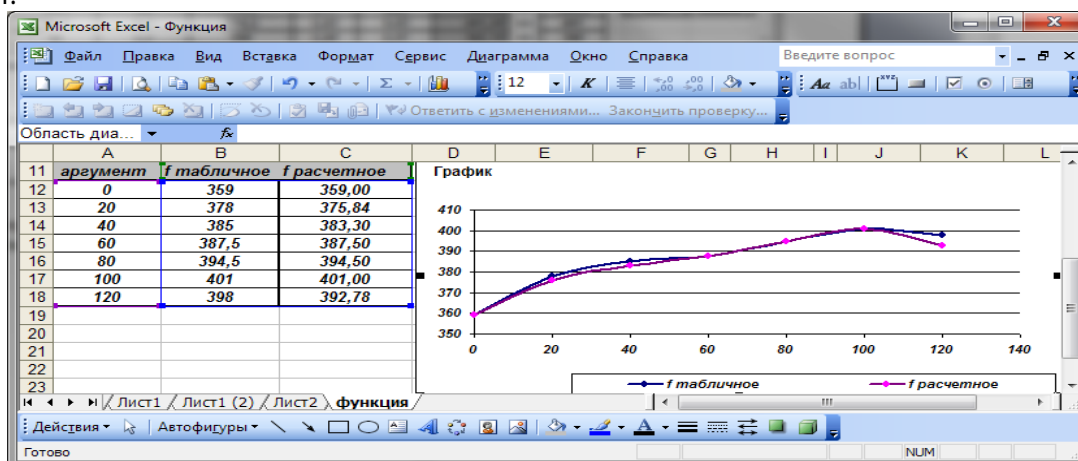 Microsoft Excel - Функция
Файл Правка Вид Вставка Формат Сервис Диаграмма Окно Справка Введите вопрос
12 Ж
Ответить с изменениями... Закончить проверку...
Область диа... fx
A B C D E F G H I J K L
11 аргумент f табличное f расчетное График
12 0 359 359,00
13 20 378 375,84
14 40 385 383,30
15 60 387,5 387,50
16 80 394,5 394,50
17 100 401 401,00
18 120 398 392,78
19
20
21
22
23
410
400
390
380
370
360
350
0 20 40 60 80 100 120 140
f табличное f расчетное
Лист1 Лист1 (2) Лист2 функция
Действия Автофигуры
Готово NUM